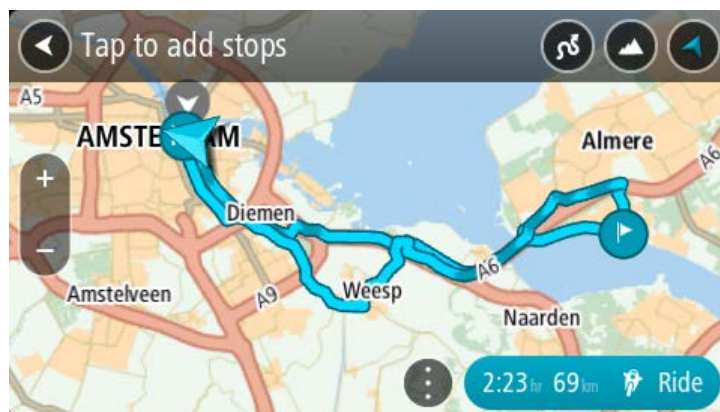 Tap to add stops
A5
AMSTE M
Almere
A6
+
Diemen
−
A6
Amstelveen
A9
Weesp
Naarden
2:23 hr 69 km Ride